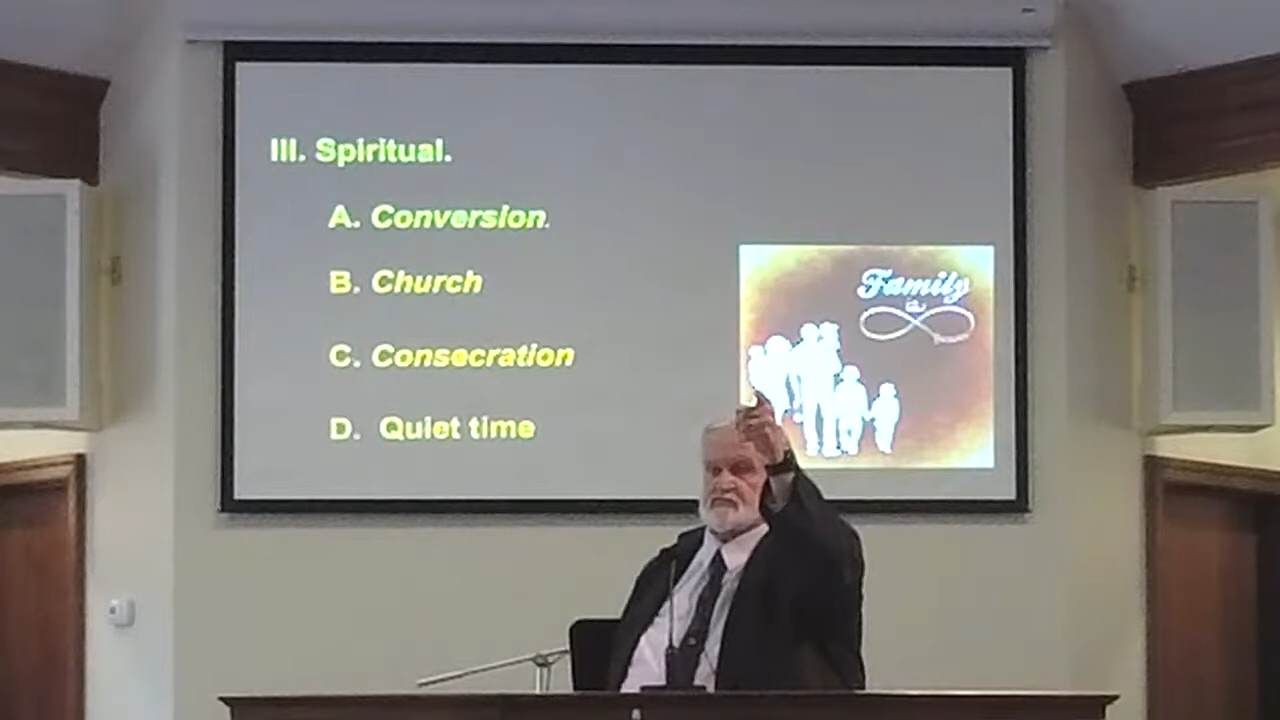 III. Spiritual.
A. Conversion.
B. Church
C. Consecration
D. Quiet time
Family